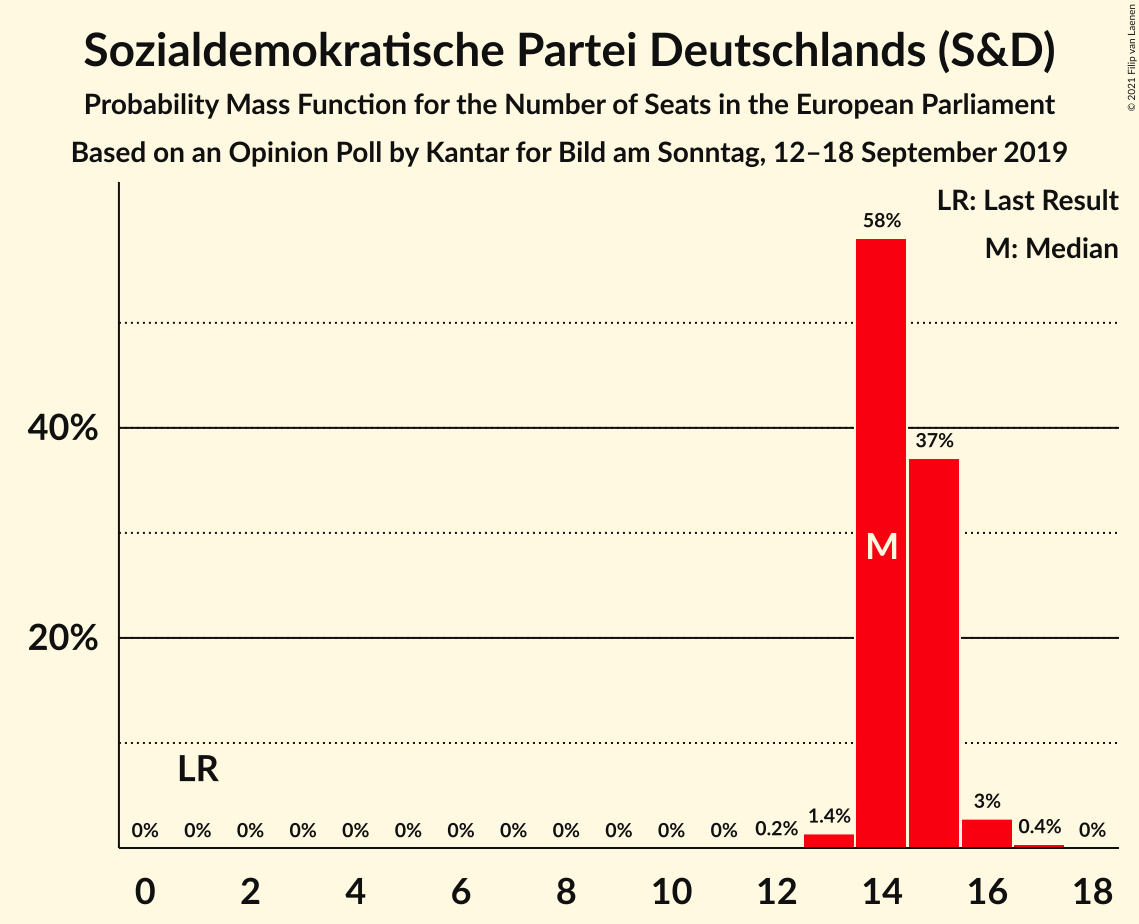 Sozialdemokratische Partei Deutschlands (S&D)
Probability Mass Function for the Number of Seats in the European Parliament
Based on an Opinion Poll by Kantar for Bild am Sonntag, 12–18 September 2019
© 2021 Filip van Laenen
LR: Last Result
M: Median
58%
40%
37%
M
20%
LR
0% 0% 0% 0% 0% 0% 0% 0% 0% 0% 0% 0% 0.2% 1.4% 3% 0.4% 0%
0 2 4 6 8 10 12 14 16 18